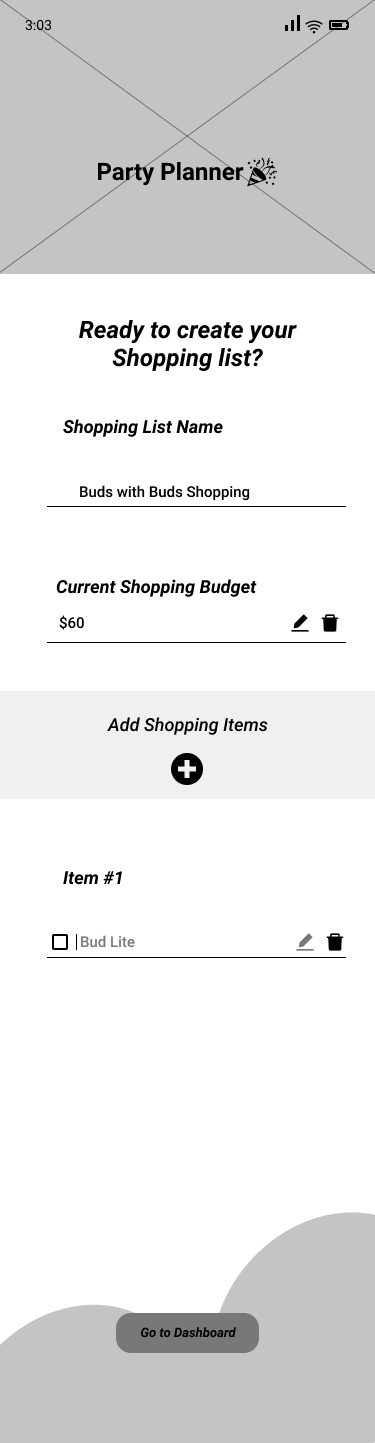 3:03
Party Planner
Ready to create your
Shopping list?
Shopping List Name
Buds with Buds Shopping
Current Shopping Budget
$60
Add Shopping Items
Item #1
Bud Lite
Go to Dashboard